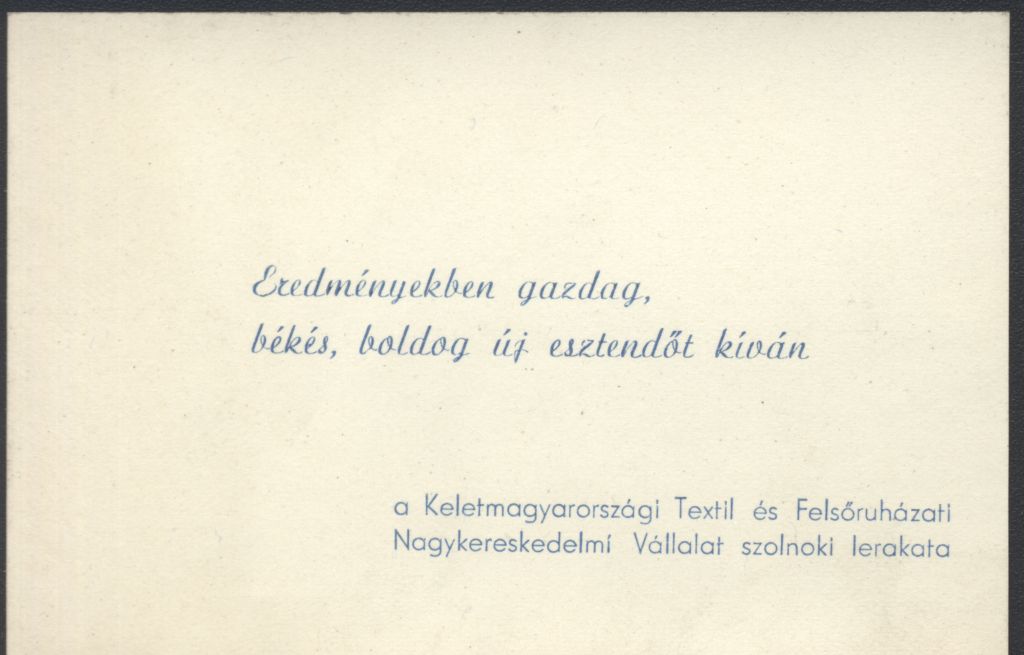 Eredményekben gazdag,
békés, boldog új esztendőt kíván
a Keletmagyarországi Textil és Felsőruházati
Nagykereskedelmi Vállalat szolnoki lerakata